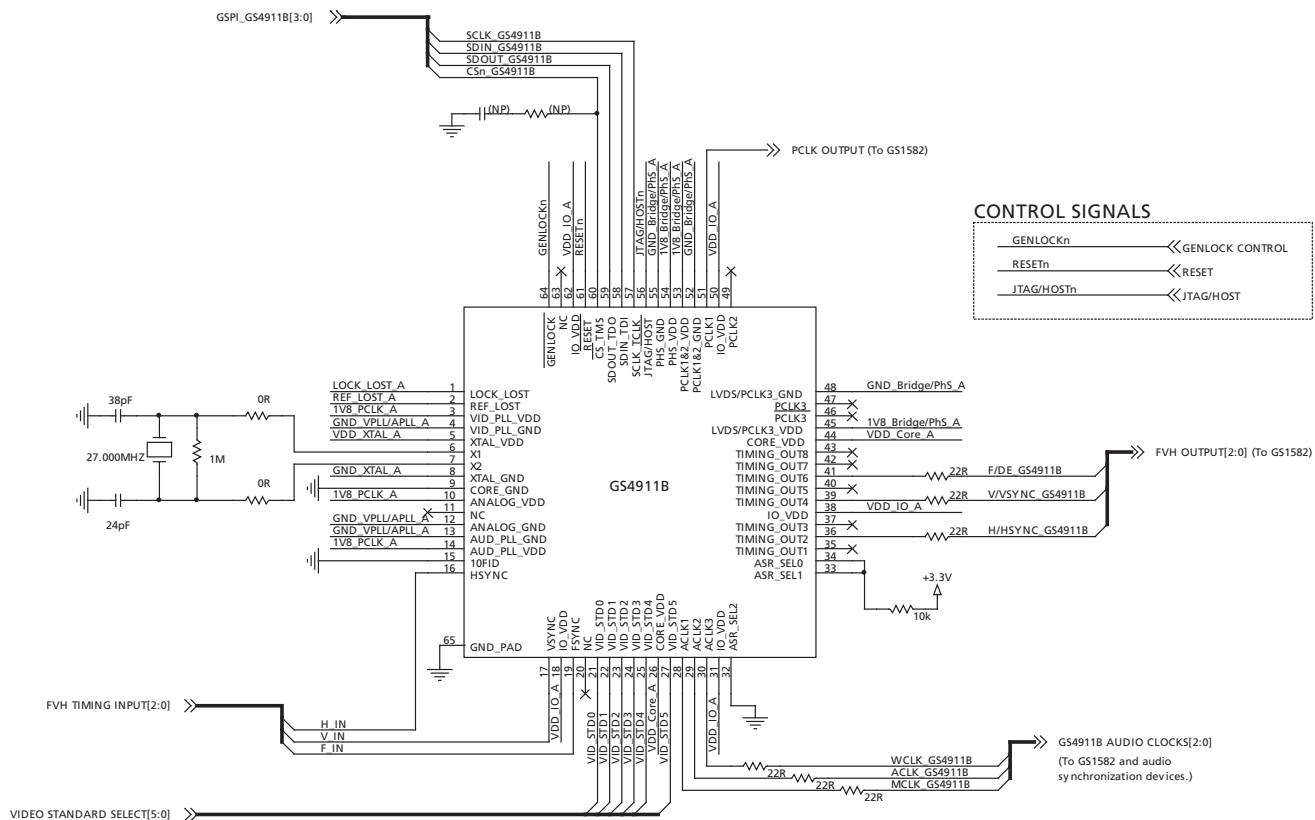 GSPI_GS4911B[3:0]
SCLK_GS4911B
SDIN_GS4911B
SDOUT_GS4911B
CSn_GS4911B
(NP)
(NP)
PCLK OUTPUT (To GS1582)
GENLOCKn
VDD_IO_A
RESETn
JTAG/HOSTn
GND_Bridge/PhS_A
1V8_Bridge/PhS_A
1V8_Bridge/PhS_A
GND_Bridge/PhS_A
VDD_IO_A
CONTROL SIGNALS
GENLOCKn
GENLOCK CONTROL
RESETn
RESET
JTAG/HOSTn
JTAG/HOST
64
63
62
61
60
59
58
57
56
55
54
53
52
51
50
49
GENLOCK
NC
IO_VDD
RESET
CS_TMS
SDOUT_TDO
SDIN_TDI
SCLK_TCLK
JTAG/HOST
PHS_GND
PHS_VDD
PCLK1&2_VDD
PCLK1&2_GND
PCLK1
IO_VDD
PCLK2
LOCK_LOST_A 1 LOCK_LOST
REF_LOST_A 2 REF_LOST
1V8_PCLK_A 3 VID_PLL_VDD
GND_VPLL/APLL_A 4 VID_PLL_GND
VDD_XTAL_A 5 XTAL_VDD
6 X1
7 X2
GND_XTAL_A 8 XTAL_GND
9 CORE_GND
1V8_PCLK_A 10 ANALOG_VDD
11 NC
GND_VPLL/APLL_A 12 ANALOG_GND
GND_VPLL/APLL_A 13 AUD_PLL_GND
1V8_PCLK_A 14 AUD_PLL_VDD
15 10FID
16 HSYNC
38pF
0R
27.000MHZ
1M
0R
24pF
GS4911B
LVDS/PCLK3_GND 48 GND_Bridge/PhS_A
PCLK3 47
PCLK3 46
LVDS/PCLK3_VDD 45 1V8_Bridge/PhS_A
CORE_VDD 44 VDD_Core_A
TIMING_OUT8 43
TIMING_OUT7 42
TIMING_OUT6 41 22R F/DE_GS4911B
TIMING_OUT5 40
TIMING_OUT4 39 22R V/VSYNC_GS4911B
IO_VDD 38 VDD_IO_A
TIMING_OUT3 37
TIMING_OUT2 36 22R H/HSYNC_GS4911B
TIMING_OUT1 35
ASR_SEL0 34
ASR_SEL1 33
FVH OUTPUT[2:0] (To GS1582)
+3.3V
10k
65 GND_PAD
VSYNC
IO_VDD
FSYNC
NC
VID_STD0
VID_STD1
VID_STD2
VID_STD3
VID_STD4
CORE_VDD
VID_STD5
ACLK1
ACLK2
ACLK3
IO_VDD
ASR_SEL2
17
18
19
20
21
22
23
24
25
26
27
28
29
30
31
32
VDD_IO_A
VID_STD0
VID_STD1
VID_STD2
VID_STD3
VID_STD4
VDD_Core_A
VID_STD5
VDD_IO_A
FVH TIMING INPUT[2:0]
H_IN
V_IN
F_IN
WCLK_GS4911B
22R ACLK_GS4911B
22R MCLK_GS4911B
22R
GS4911B AUDIO CLOCKS[2:0]
(To GS1582 and audio
synchronization devices.)
VIDEO STANDARD SELECT[5:0]